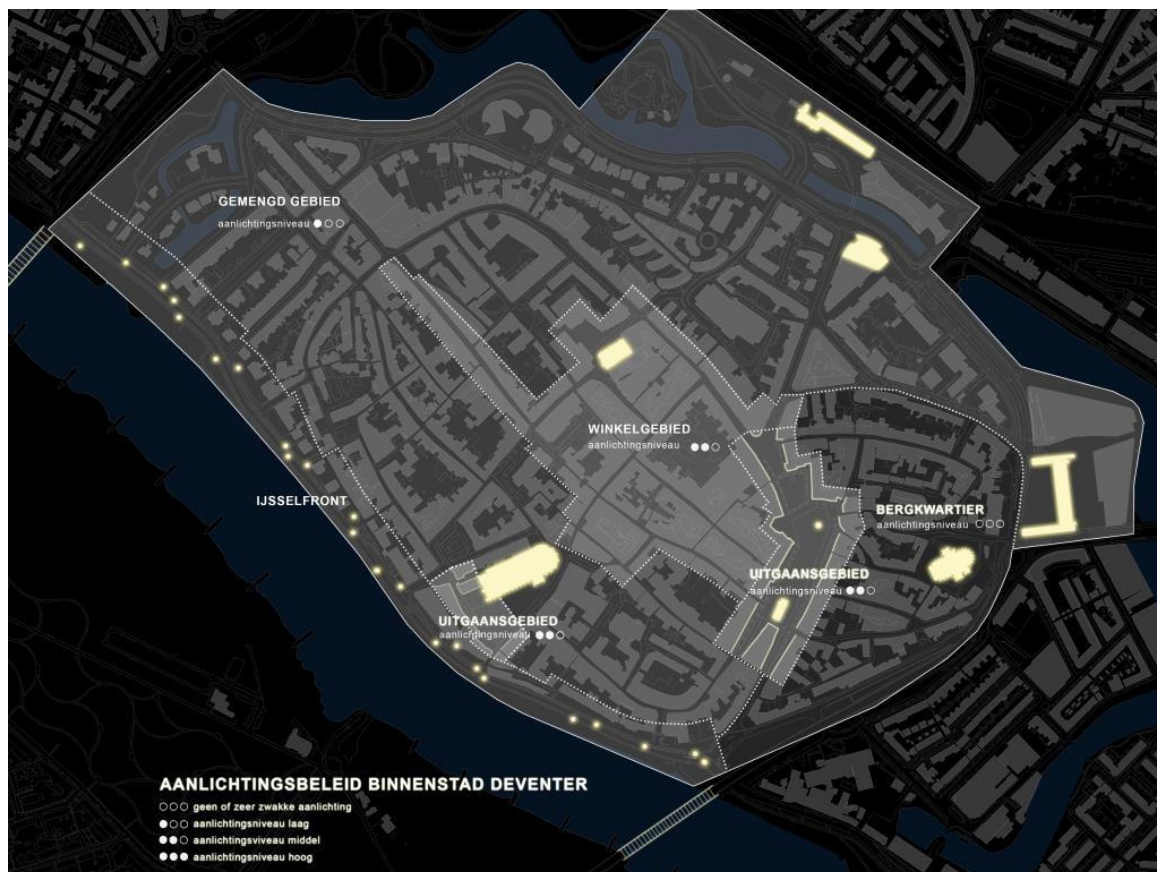 GEMENGD GEBIED
aanlichtingsniveau
WINKELGEBIED
aanlichtingsniveau
IJSSELFRONT
BERGKWARTIER
aanlichtingsniveau
UITGAANSGEBIED
aanlichtingsniveau
UITGAANSGEBIED
aanlichtingsniveau
AANLICHTINGSBELEID BINNENSTAD DEVENTER
geen of zeer zwakke aanlichting
aanlichtingsniveau laag
aanlichtingsviveau middel
aanlichtingsniveau hoog